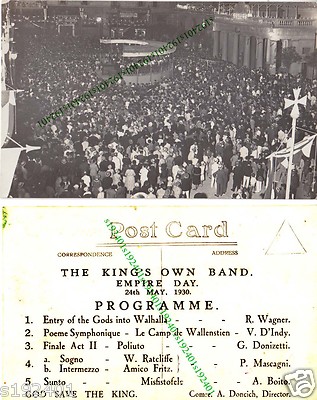 Post Card
CORRESPONDENCE ADDRESS
THE KING'S OWN BAND.
EMPIRE DAY.
24th MAY, 1930.
PROGRAMME.
1. Entry of the Gods into Walhalla - R. Wagner.
2. Poeme Symphonique - Le Camp de Wallenstien - V. D'Indy.
3. Finale Act II - Poliuto - G. Donizetti.
4. a. Sogno - W. Ratcliffe
b. Intermezzo - Amico Fritz. - P. Mascagni.
5 Sunto - Mifistofele - A. Boito.
GOD SAVE THE KING. Comm. A. Doncich, Director.